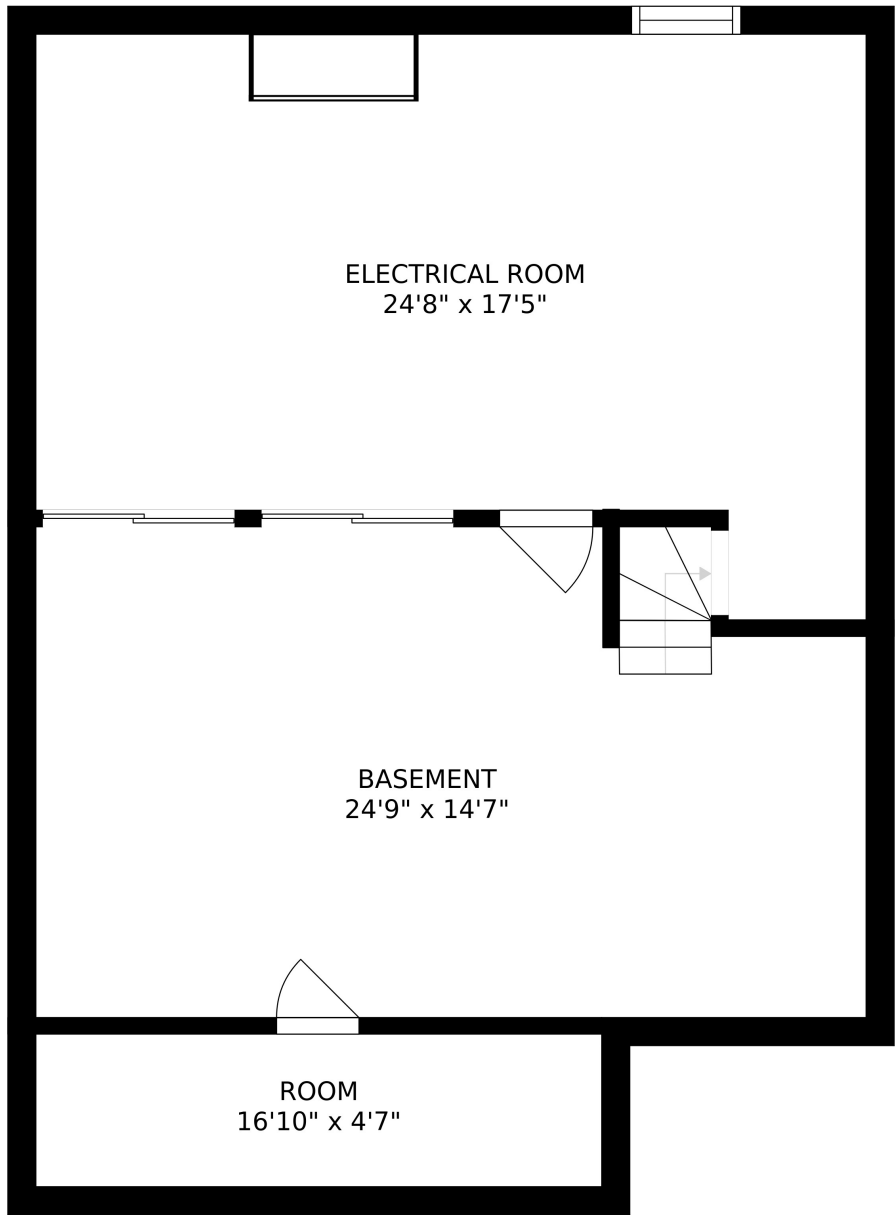 ELECTRICAL ROOM
24'8" x 17'5"
BASEMENT
24'9" x 14'7"
ROOM
16'10" x 4'7"